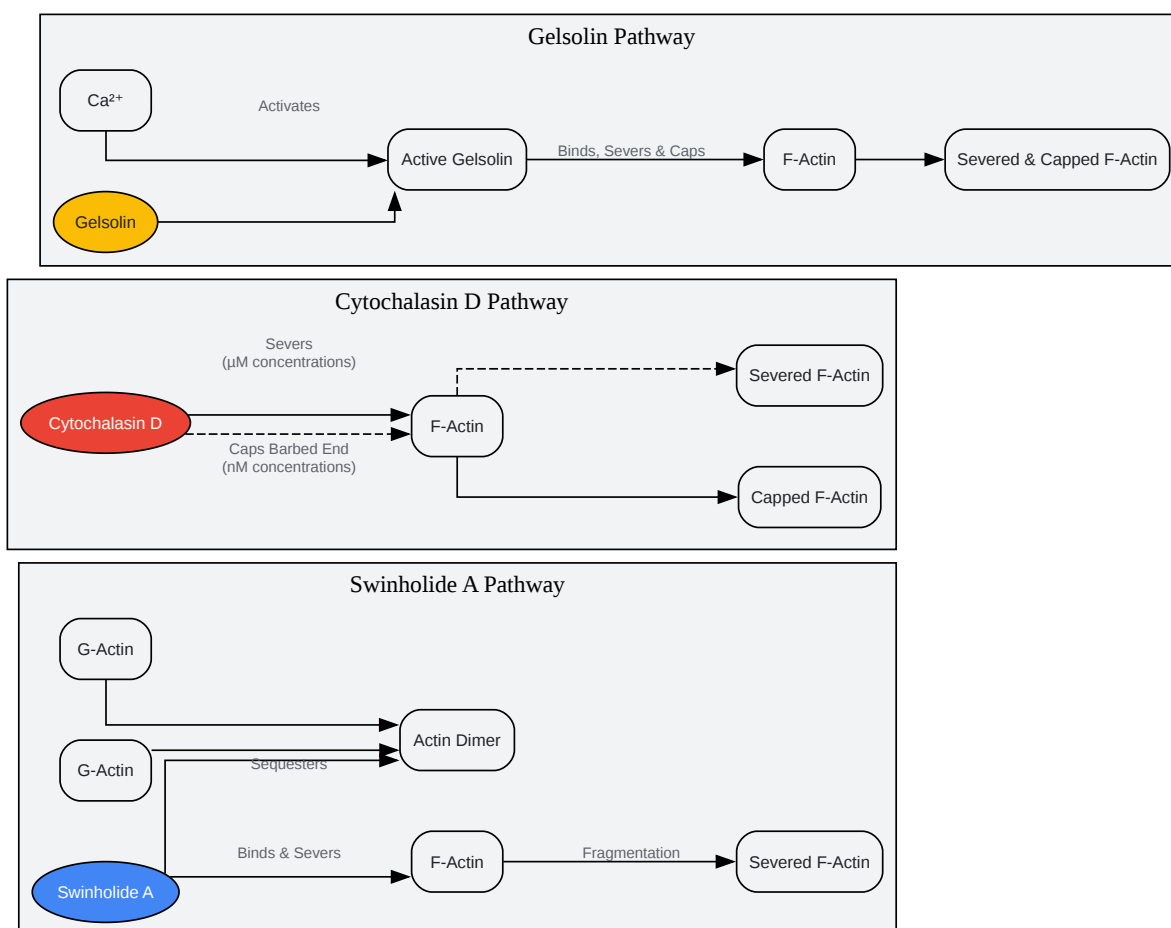 Gelsolin Pathway
Ca²⁺
Activates
Active Gelsolin
Binds, Severs & Caps
F-Actin
Severed & Capped F-Actin
Gelsolin
Cytochalasin D Pathway
Severs
(µM concentrations)
Severed F-Actin
Cytochalasin D
F-Actin
Caps Barbed End
(nM concentrations)
Capped F-Actin
Swinholide A Pathway
G-Actin
Actin Dimer
G-Actin
Sequesters
Binds & Severs
F-Actin
Fragmentation
Severed F-Actin
Swinholide A